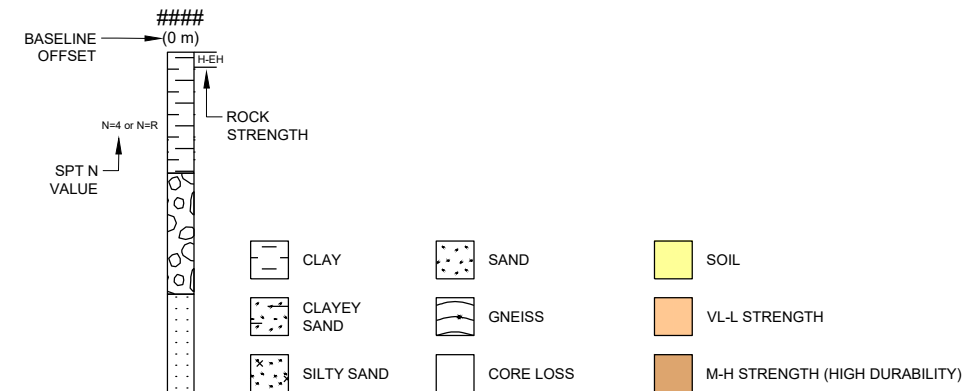 ####
BASELINE
OFFSET
(0 m)
H-EH
ROCK
STRENGTH
N=4 or N=R
SPT N
VALUE
CLAY
SAND
SOIL
CLAYEY
SAND
GNEISS
VL-L STRENGTH
SILTY SAND
CORE LOSS
M-H STRENGTH (HIGH DURABILITY)